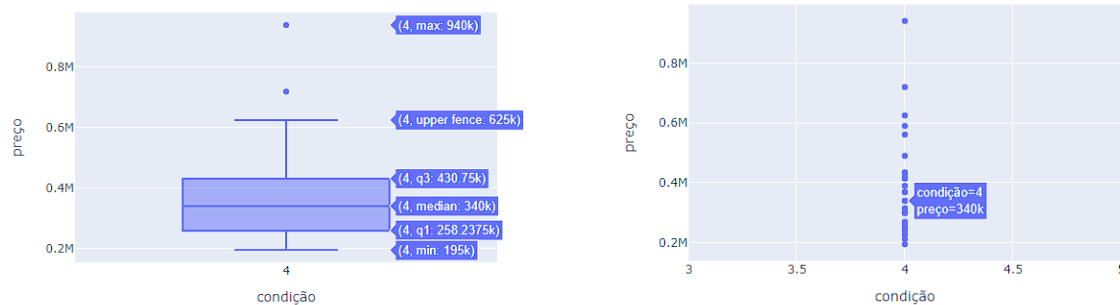 (4, max: 940k)
0.8M
0.6M
(4, upper fence: 625k)
preço
0.4M
(4, q3: 430.75k)
(4, median: 340k)
(4, q1: 258.2375k)
0.2M
(4, min: 195k)
4
condição
0.8M
0.6M
preço
0.4M
condição=4
preço=340k
0.2M
3
3.5
4
4.5
condição